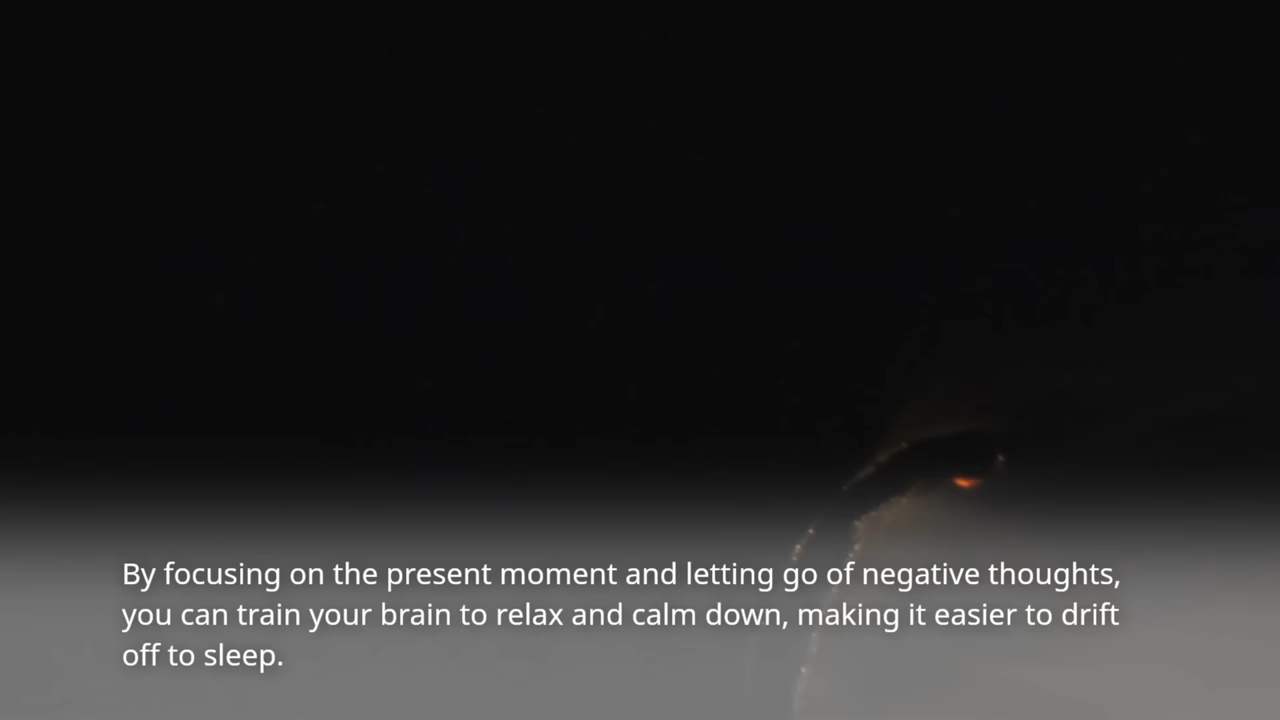 By focusing on the present moment and letting go of negative thoughts,
you can train your brain to relax and calm down, making it easier to drift
off to sleep.